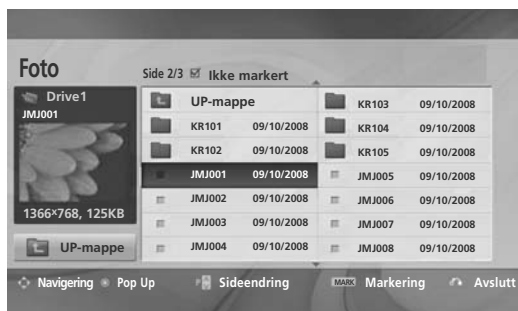 Foto
Side 2/3 Ikke markert
Drive1
JMJ001
1366×768, 125KB
UP-mappe
UP-mappe
KR101 09/10/2008
KR102 09/10/2008
JMJ001 09/10/2008
JMJ002 09/10/2008
JMJ003 09/10/2008
JMJ004 09/10/2008
KR103 09/10/2008
KR104 09/10/2008
KR105 09/10/2008
JMJ005 09/10/2008
JMJ006 09/10/2008
JMJ007 09/10/2008
JMJ008 09/10/2008
Navigering Pop Up P Sideendring MARK Markering Avslutt